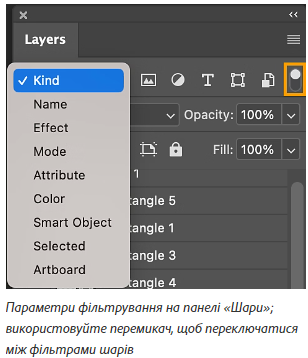 Layers
Kind
Name
Effect
Mode
Attribute
Color
Smart Object
Selected
Artboard
T
Opacity: 100%
Fill: 100%
1
tangle 5
tangle 1
tangle 3
tangle 4
Параметри фільтрування на панелі «Шари»;
використовуйте перемикач, щоб переключатися
між фільтрами шарів